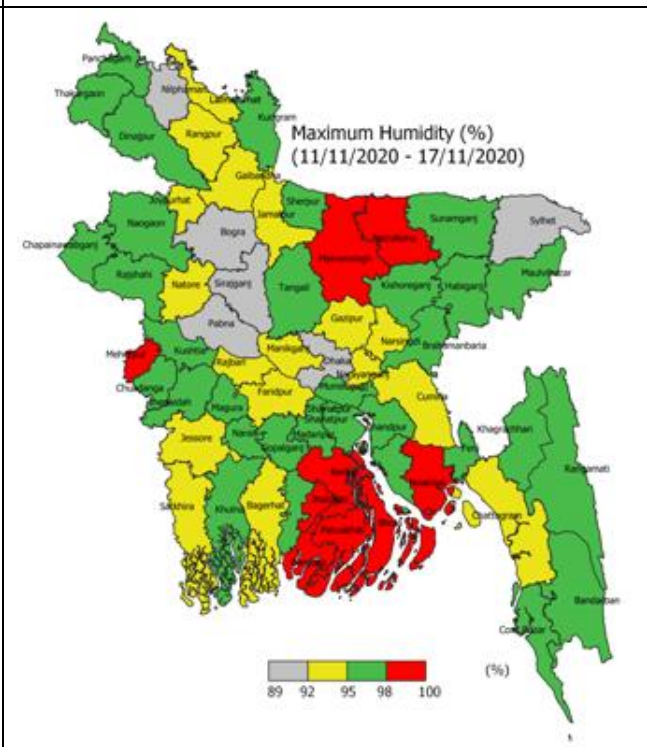 Panchagarh
Nilphamari
Lalmonirhat
Thakurgaon
Kurigram
Dinajpur
Rangpur
Maximum Humidity (%)
(11/11/2020 - 17/11/2020)
Gaibandha
Joypurhat
Sherpur
Jamalpur
Naogaon
Bogra
Sunamganj
Sylhet
Chapainawabganj
Mymensingh
Rajshahi
Maulvibazar
Natore
Sirajganj
Tangail
Kishoreganj
Habiganj
Pabna
Gazipur
Narsingdi
Brahmanbaria
Meherpur
Kushtia
Manikganj
Dhaka
Rajbari
Narayanganj
Chuadanga
Faridpur
Munshiganj
Cumilla
Magura
Shariatpur
Khagrachhari
Jessore
Narail
Madaripur
Chandpur
Gopalganj
Feni
Rangamati
Satkhira
Khulna
Bagerhat
Chattogram
Bandarban
Cox's Bazar
(%)
89 92 95 98 100